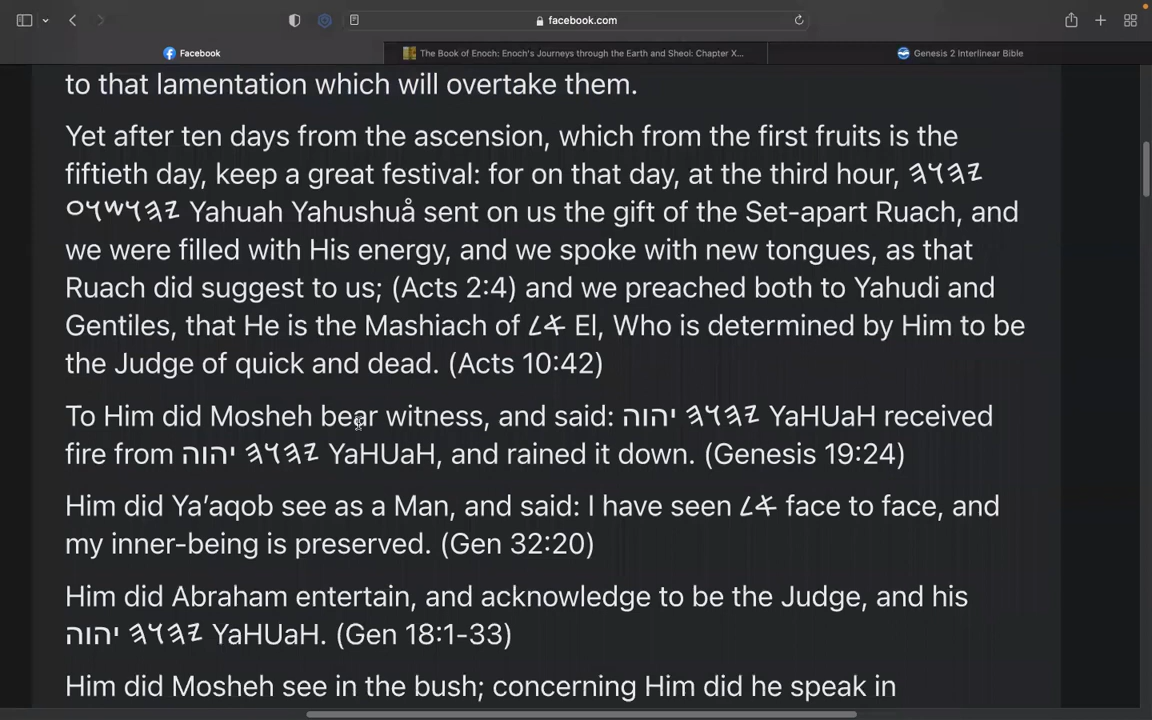 facebook.com
Facebook
The Book of Enoch: Enoch's Journeys through the Earth and Sheol: Chapter X...
Genesis 2 Interlinear Bible
to that lamentation which will overtake them.
Yet after ten days from the ascension, which from the first fruits is the
fiftieth day, keep a great festival: for on that day, at the third hour, 𐤉𐤄𐤅𐤄
𐤉𐤄𐤅𐤔𐤅𐤏 Yahuah Yahushuå sent on us the gift of the Set-apart Ruach, and
we were filled with His energy, and we spoke with new tongues, as that
Ruach did suggest to us; (Acts 2:4) and we preached both to Yahudi and
Gentiles, that He is the Mashiach of 𐤀𐤋 El, Who is determined by Him to be
the Judge of quick and dead. (Acts 10:42)
To Him did Mosheh bear witness, and said: יהוה 𐤉𐤄𐤅𐤄 YaHUaH received
fire from יהוה 𐤉𐤄𐤅𐤄 YaHUaH, and rained it down. (Genesis 19:24)
Him did Ya’aqob see as a Man, and said: I have seen 𐤀𐤋 face to face, and
my inner-being is preserved. (Gen 32:20)
Him did Abraham entertain, and acknowledge to be the Judge, and his
יהוה 𐤉𐤄𐤅𐤄 YaHUaH. (Gen 18:1-33)
Him did Mosheh see in the bush; concerning Him did he speak in